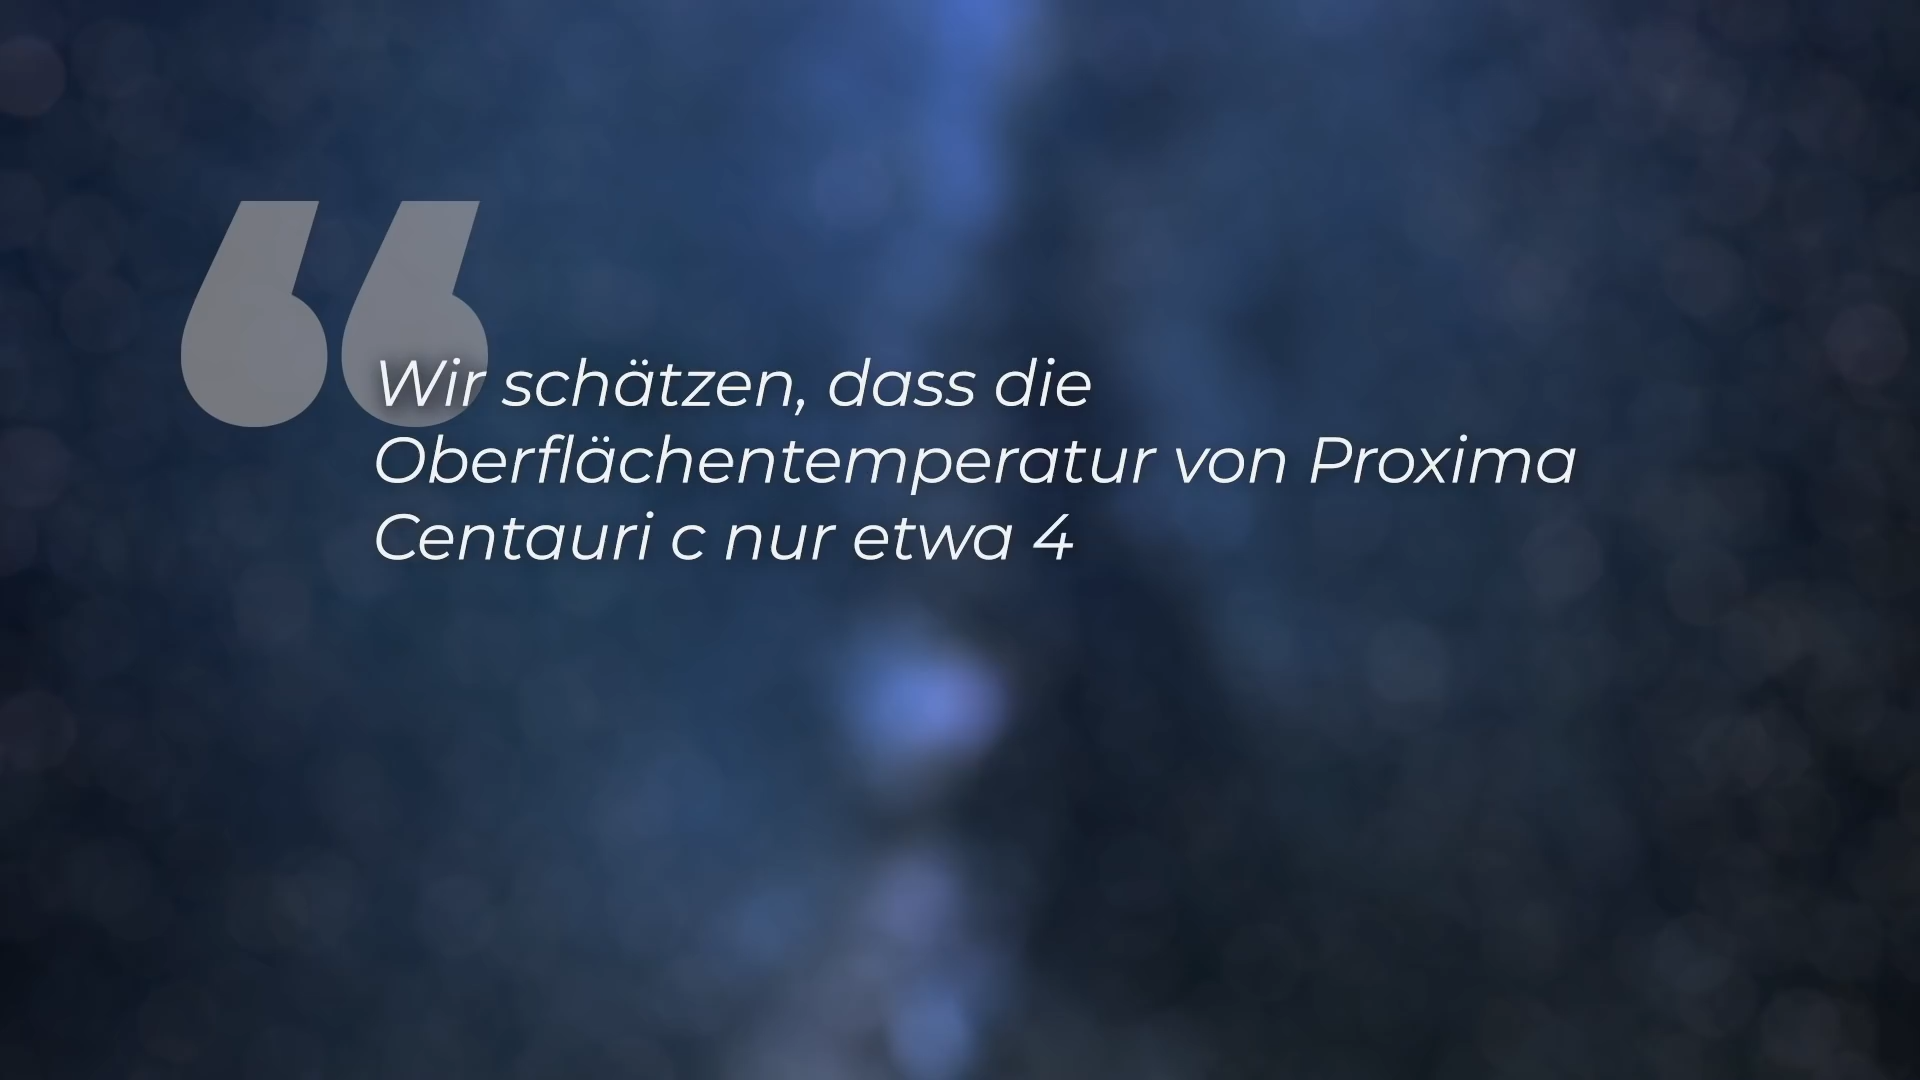 Wir schätzen, dass die
Oberflächentemperatur von Proxima
Centauri c nur etwa 4